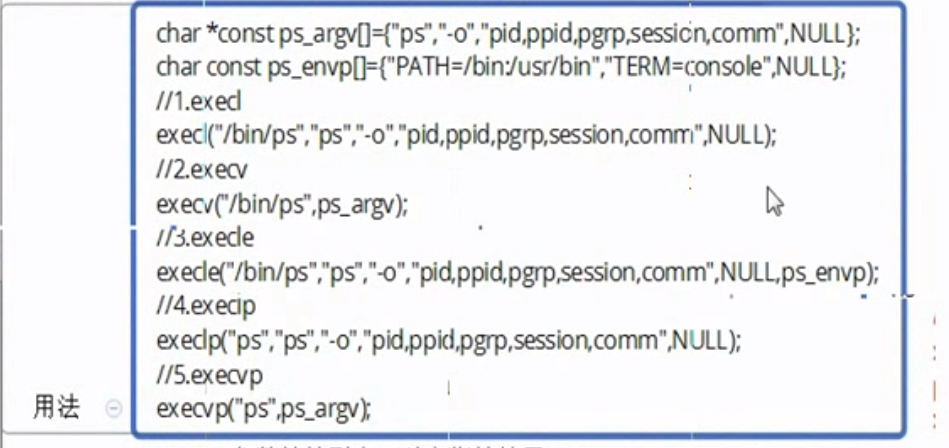 char *const ps_argv[]={"ps","-o","pid,ppid,pgrp,session,comm",NULL};
char const ps_envp[]={"PATH=/bin:/usr/bin","TERM=console",NULL};
//1.execl
execl("/bin/ps","ps","-o","pid,ppid,pgrp,session,comm",NULL);
//2.execv
execv("/bin/ps",ps_argv);
//3.execle
execle("/bin/ps","ps","-o","pid,ppid,pgrp,session,comm",NULL,ps_envp);
//4.execip
execlp("ps","ps","-o","pid,ppid,pgrp,session,comm",NULL);
//5.execvp
execvp("ps",ps_argv);
用法